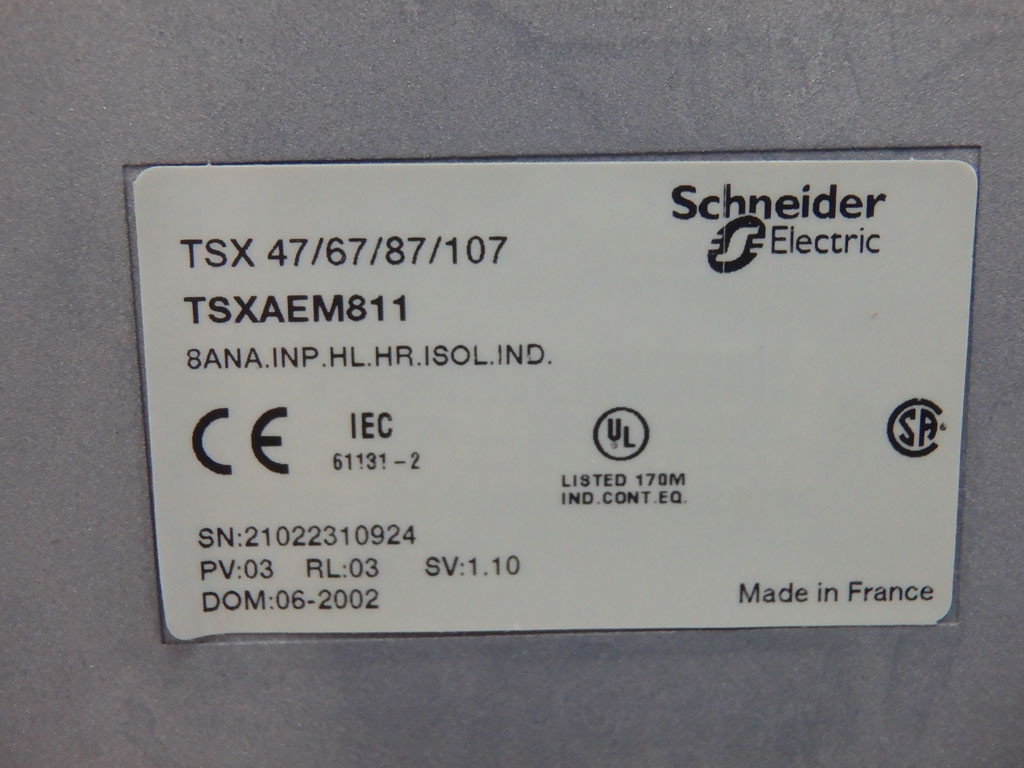 Schneider
Electric
TSX 47/67/87/107
TSXAEM811
8ANA.INP.HL.HR.ISOL.IND.
CE
IEC
61131-2
UL
LISTED 170M
IND.CONT.EQ.
SA
SN:21022310924
PV:03 RL:03 SV:1.10
DOM:06-2002
Made in France